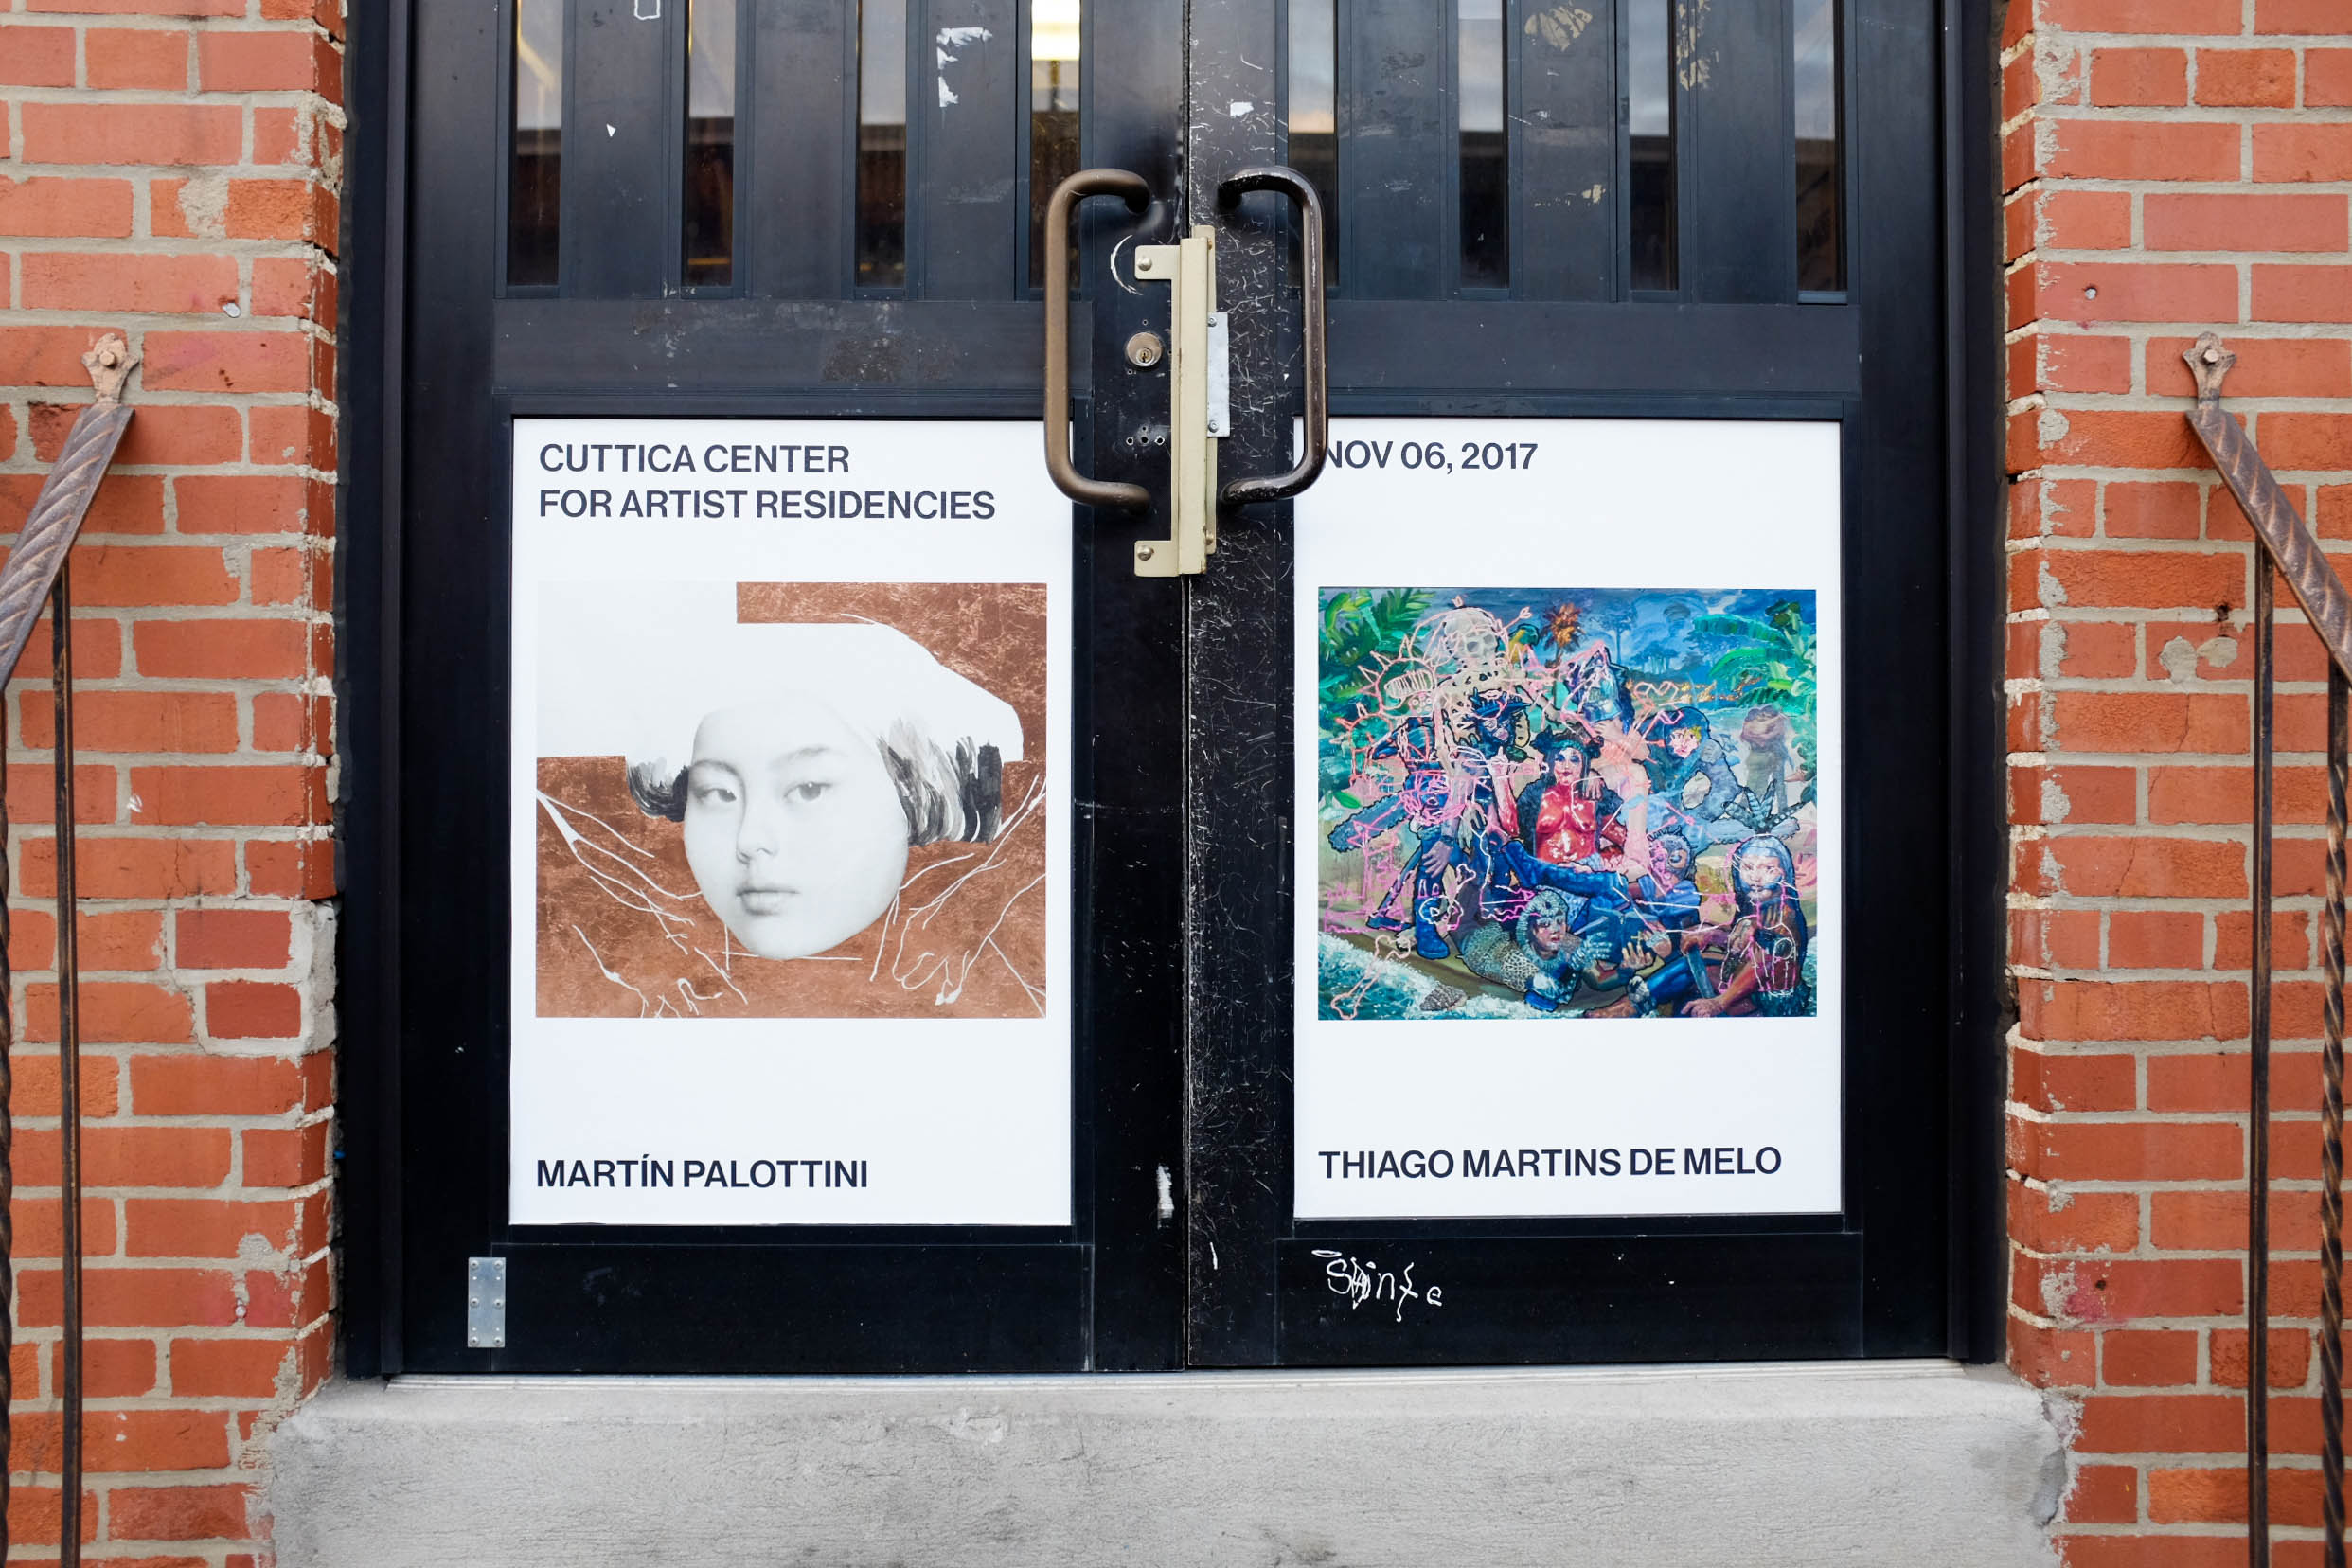 CUTTICA CENTER
FOR ARTIST RESIDENCIES
MARTÍN PALOTTINI
NOV 06, 2017
THIAGO MARTINS DE MELO